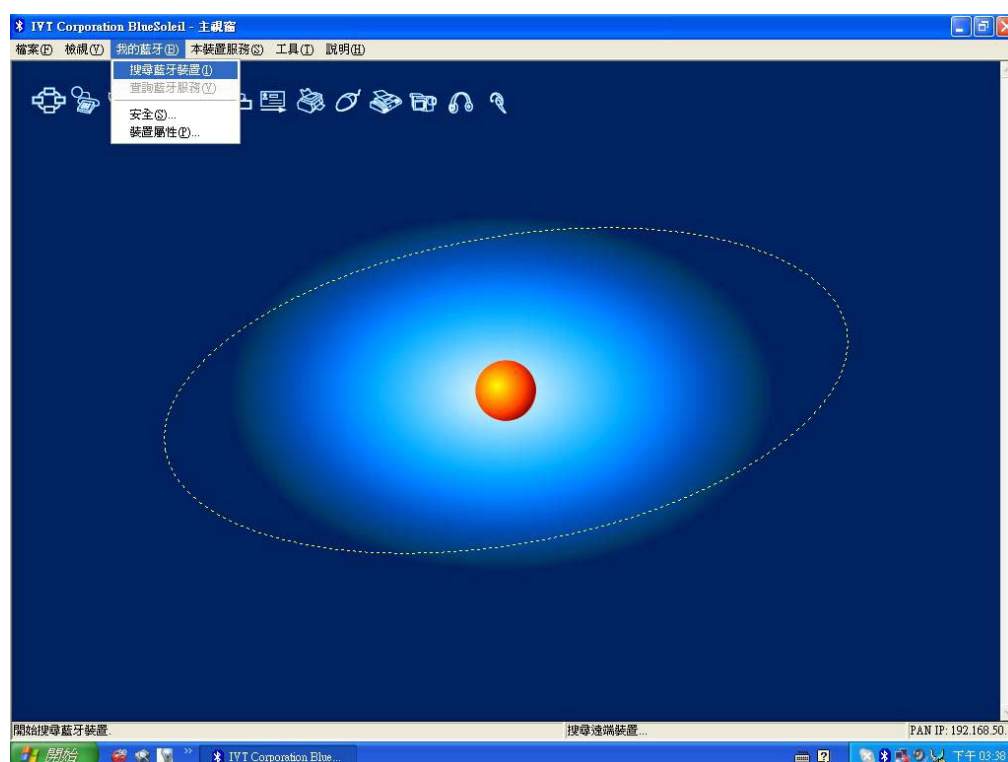 IVT Corporation BlueSoleil - 主視窗
檔案(F) 檢視(V) 我的藍牙(B) 本裝置服務(S) 工具(T) 說明(H)
搜尋藍牙裝置(I)
查詢藍牙服務(V)
安全(S)...
裝置屬性(P)...
開始搜尋藍牙裝置. 搜尋遠端裝置... PAN IP: 192.168.50.
開始 IVT Corporation Blue... 下午 03:38